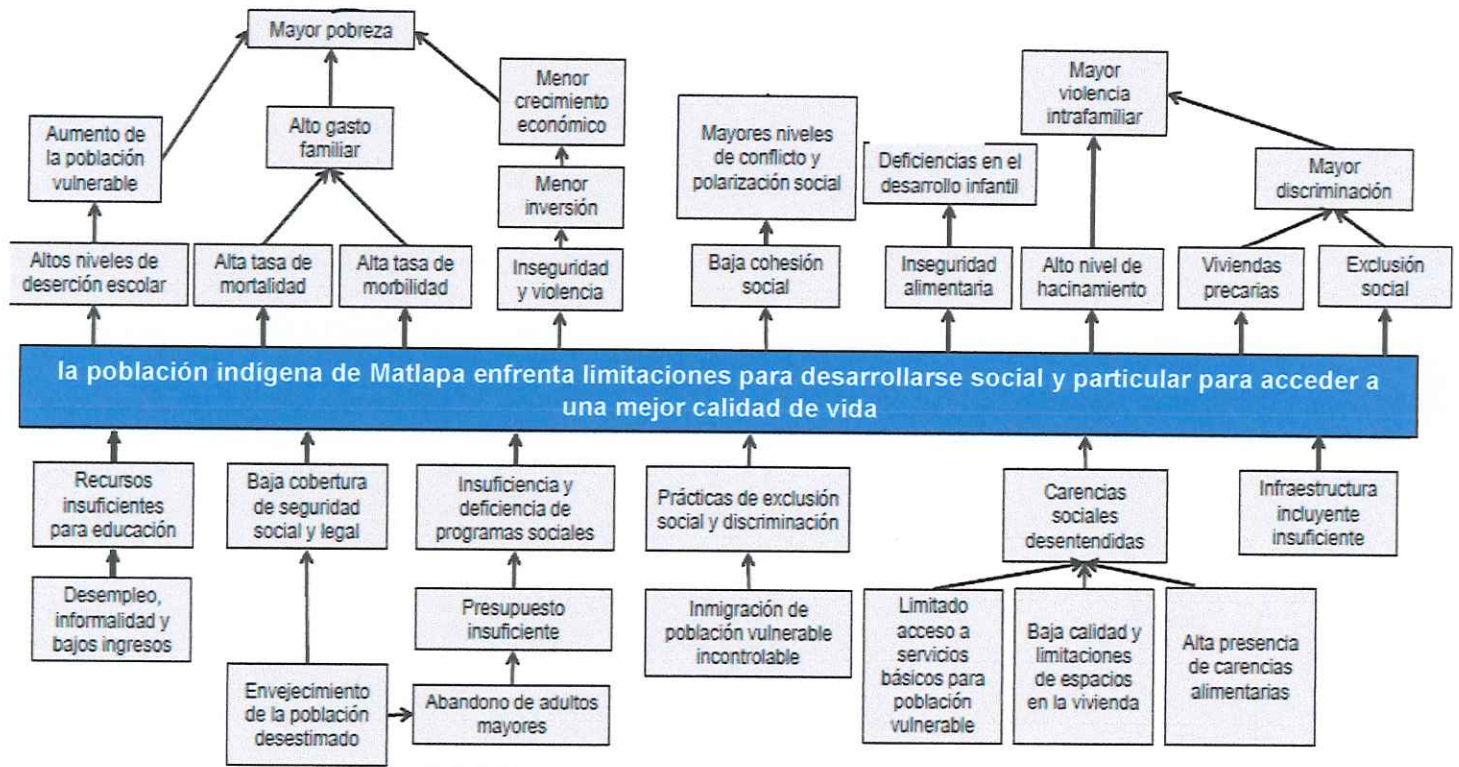 Mayor pobreza
Menor
crecimiento
económico
Mayor
violencia
intrafamiliar
Aumento de
la población
vulnerable
Alto gasto
familiar
Mayores niveles
de conflicto y
polarización social
Deficiencias en el
desarrollo infantil
Mayor
discriminación
Menor
inversión
Altos niveles de
deserción escolar
Alta tasa de
mortalidad
Alta tasa de
morbilidad
Inseguridad
y violencia
Baja cohesión
social
Inseguridad
alimentaria
Alto nivel de
hacinamiento
Viviendas
precarias
Exclusión
social
la población indígena de Matlapa enfrenta limitaciones para desarrollarse social y particular para acceder a
una mejor calidad de vida
Recursos
insuficientes
para educación
Baja cobertura
de seguridad
social y legal
Insuficiencia y
deficiencia de
programas sociales
Prácticas de exclusión
social y discriminación
Carencias
sociales
desentendidas
Infraestructura
incluyente
insuficiente
Desempleo,
informalidad y
bajos ingresos
Presupuesto
insuficiente
Inmigración de
población vulnerable
incontrolable
Limitado
acceso a
servicios
básicos para
población
vulnerable
Baja calidad y
limitaciones
de espacios
en la vivienda
Alta presencia
de carencias
alimentarias
Envejecimiento
de la población
desestimado
Abandono de adultos
mayores